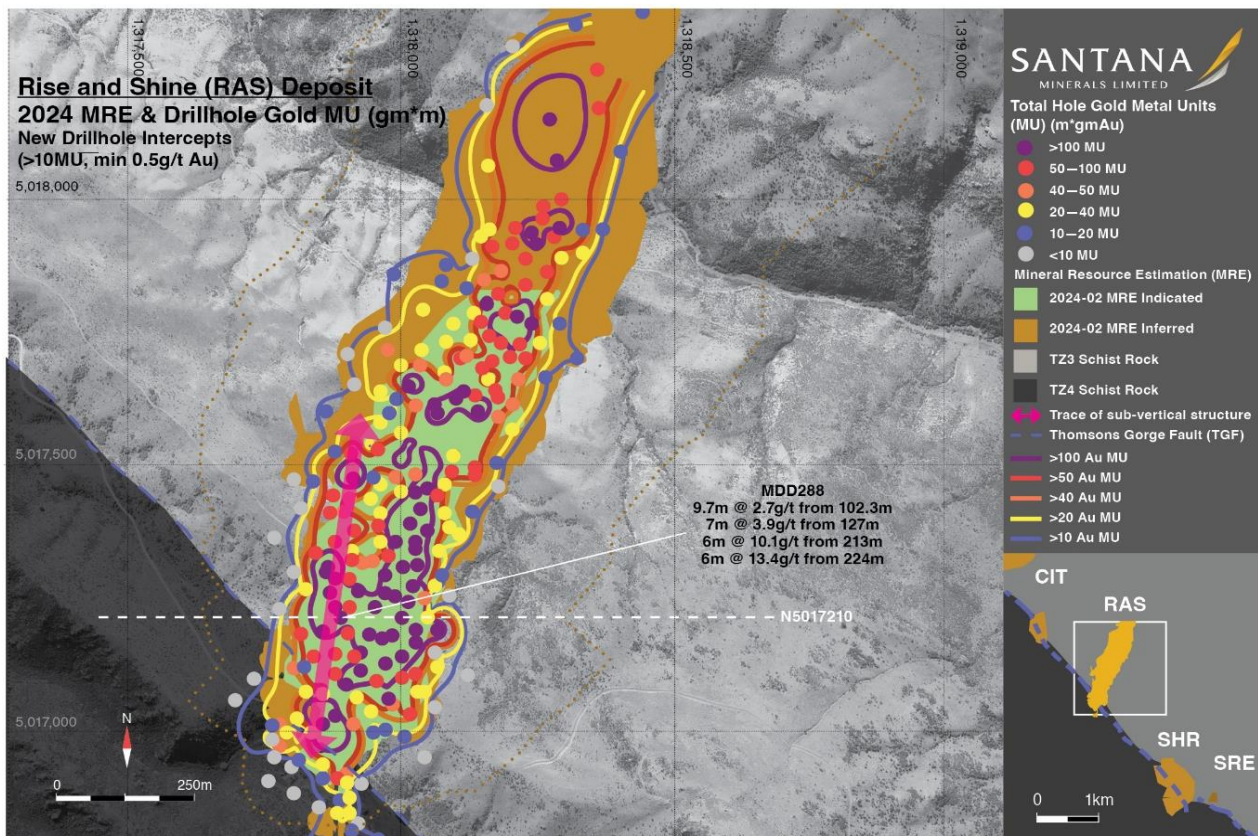 Rise and Shine (RAS) Deposit
2024 MRE & Drillhole Gold MU (gm*m)
New Drillhole Intercepts
(>10MU, min 0.5g/t Au)
1,317,500
1,318,000
1,318,500
1,319,000
5,018,000
5,017,500
5,017,000
MDD288
9.7m @ 2.7g/t from 102.3m
7m @ 3.9g/t from 127m
6m @ 10.1g/t from 213m
6m @ 13.4g/t from 224m
N5017210
N
0 250m
SANTANA
MINERALS LIMITED
Total Hole Gold Metal Units
(MU) (m*gmAu)
>100 MU
50—100 MU
40—50 MU
20—40 MU
10—20 MU
<10 MU
Mineral Resource Estimation (MRE)
2024-02 MRE Indicated
2024-02 MRE Inferred
TZ3 Schist Rock
TZ4 Schist Rock
Trace of sub-vertical structure
Thomsons Gorge Fault (TGF)
>100 Au MU
>50 Au MU
>40 Au MU
>20 Au MU
>10 Au MU
CIT
RAS
SHR
SRE
0 1km